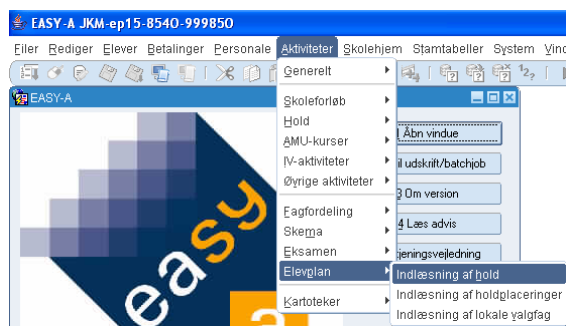 EASY-A JKM-ep15-8540-999850
Filer Rediger Elever Betalinger Personale Aktiviteter Skolehjem Stamtabeller System
EASY-A
Generelt
Skoleforløb
Hold
AMU-kurser
IV-aktiviteter
Øvrige aktiviteter
Fagfordeling
Skema
Eksamen
Elevplan
Kartoteker
Indlæsning af hold
Indlæsning af holdplaceringer
Indlæsning af lokale valgfag
Åbn vindue
il udskrift/batchjob
3 Om version
4 Læs advis
jeningsvejledning
easy
a